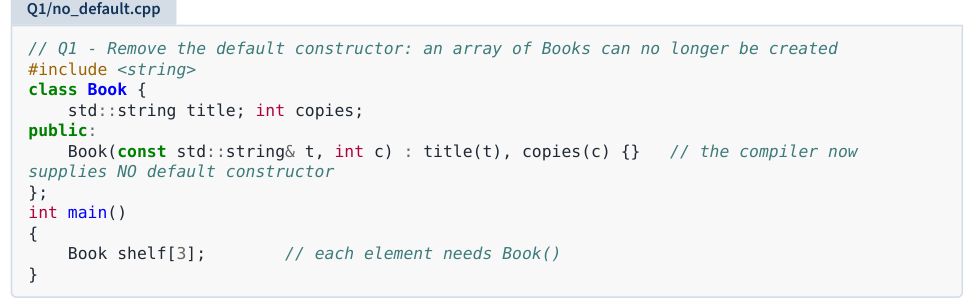 Q1/no_default.cpp
// Q1 - Remove the default constructor: an array of Books can no longer be created
#include <string>
class Book {
    std::string title; int copies;
public:
    Book(const std::string& t, int c) : title(t), copies(c) {}   // the compiler now
supplies NO default constructor
};
int main()
{
    Book shelf[3];        // each element needs Book()
}